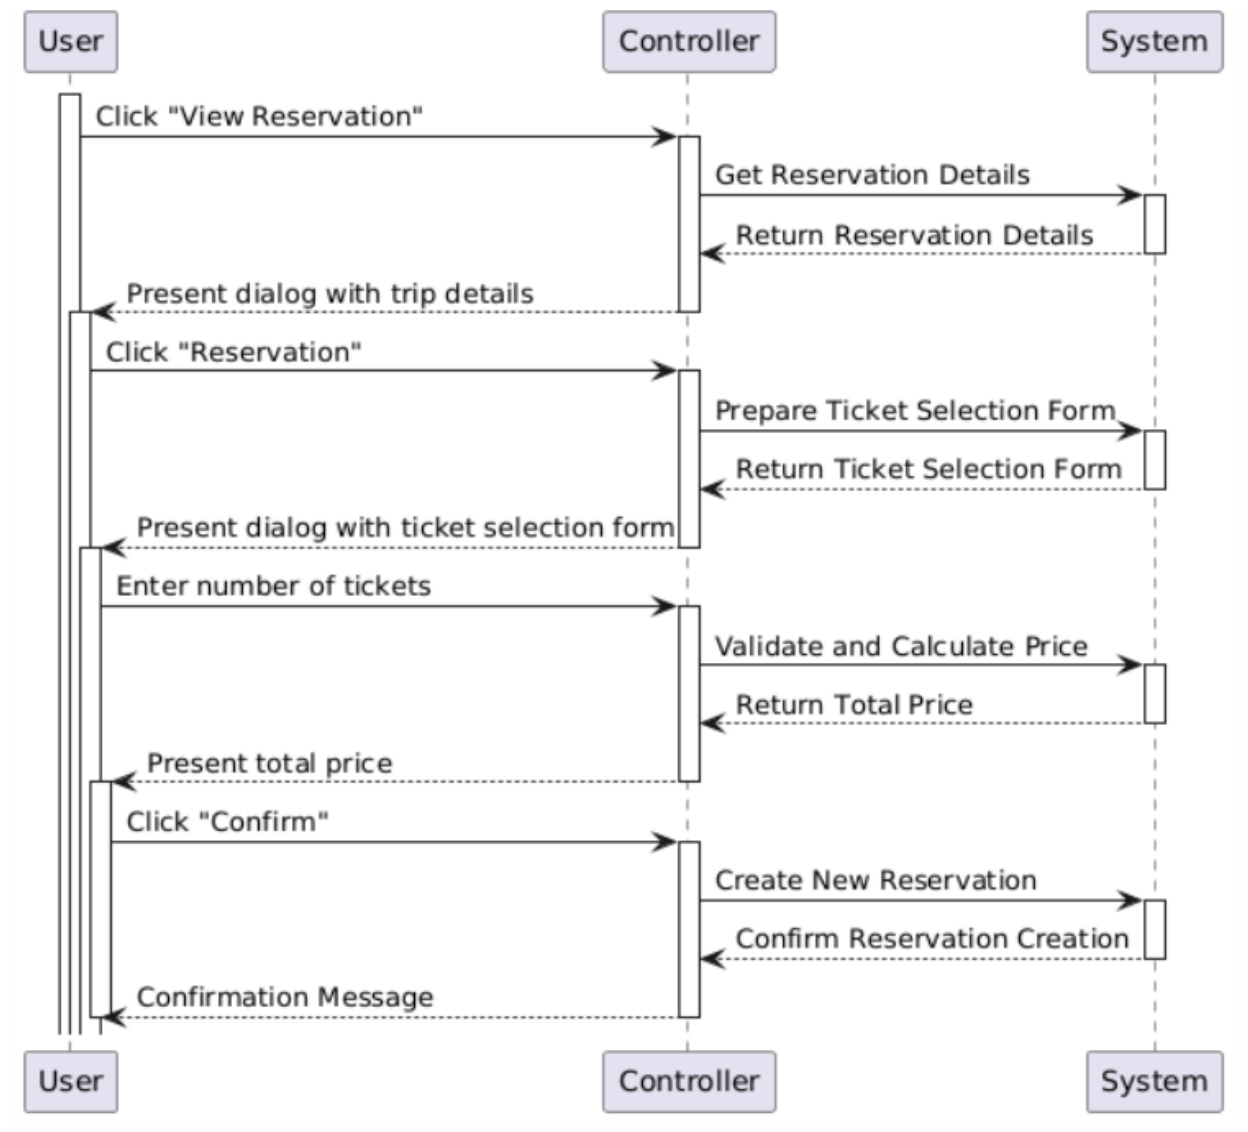 User
Controller
System
Click "View Reservation"
Get Reservation Details
Return Reservation Details
Present dialog with trip details
Click "Reservation"
Prepare Ticket Selection Form
Return Ticket Selection Form
Present dialog with ticket selection form
Enter number of tickets
Validate and Calculate Price
Return Total Price
Present total price
Click "Confirm"
Create New Reservation
Confirm Reservation Creation
Confirmation Message
User
Controller
System